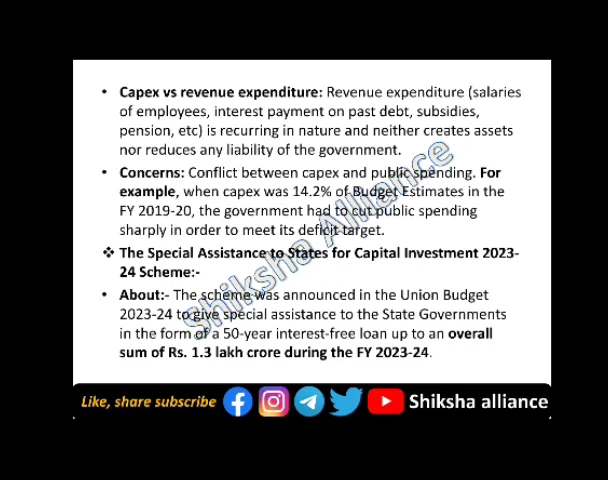 • Capex vs revenue expenditure: Revenue expenditure (salaries
of employees, interest payment on past debt, subsidies,
pension, etc) is recurring in nature and neither creates assets
nor reduces any liability of the government.
• Concerns: Conflict between capex and public spending. For
example, when capex was 14.2% of Budget Estimates in the
FY 2019-20, the government had to cut public spending
sharply in order to meet its deficit target.
❖ The Special Assistance to States for Capital Investment 2023-
24 Scheme:-
• About:- The scheme was announced in the Union Budget
2023-24 to give special assistance to the State Governments
in the form of a 50-year interest-free loan up to an overall
sum of Rs. 1.3 lakh crore during the FY 2023-24.
Shiksha Alliance
Like, share subscribe Shiksha alliance